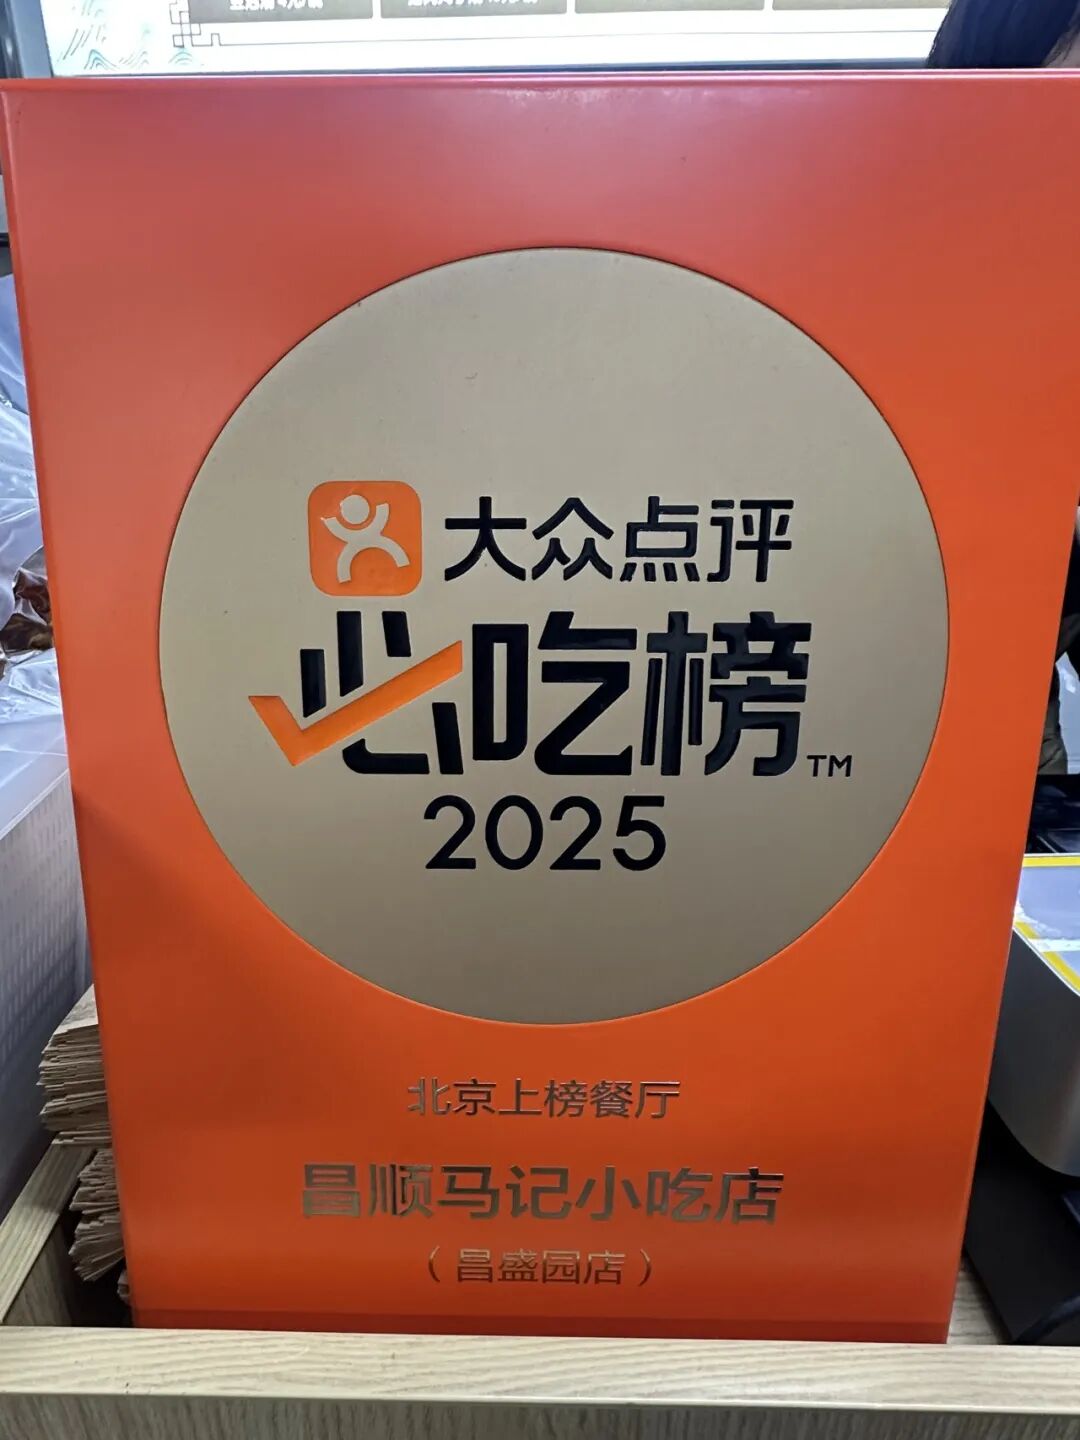 大众点评
必吃榜TM
2025
北京上榜餐厅
昌顺马记小吃店
（昌盛园店）